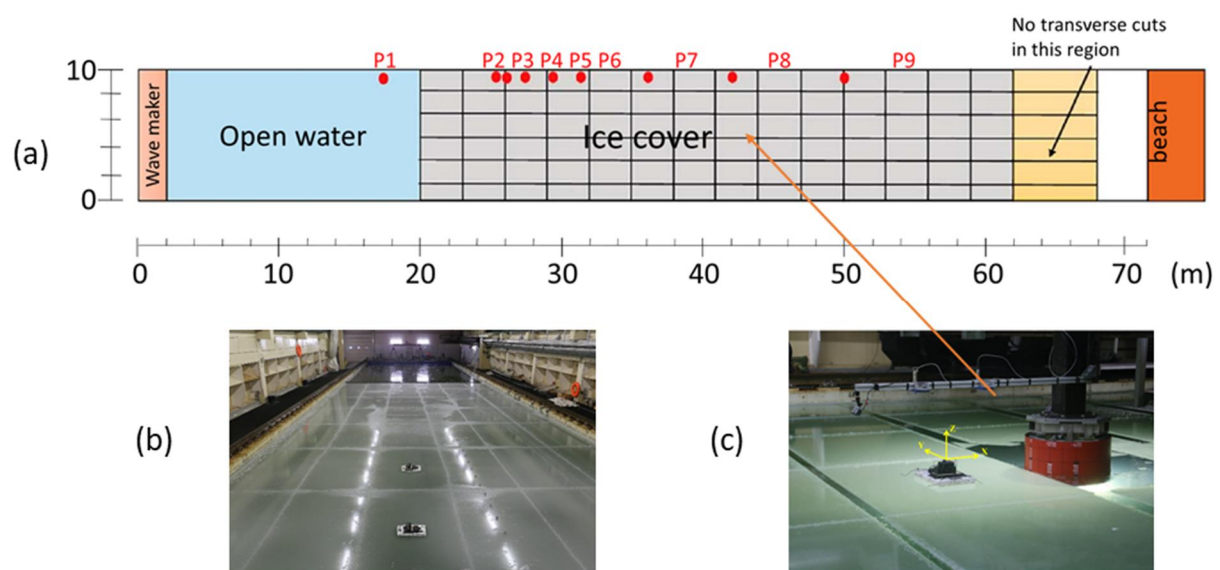 No transverse cuts
in this region
P1 P2 P3 P4 P5 P6 P7 P8 P9
10
(a)
Wave maker
Open water
Ice cover
beach
0
0 10 20 30 40 50 60 70 (m)
(b)
(c)
Z
Y
X